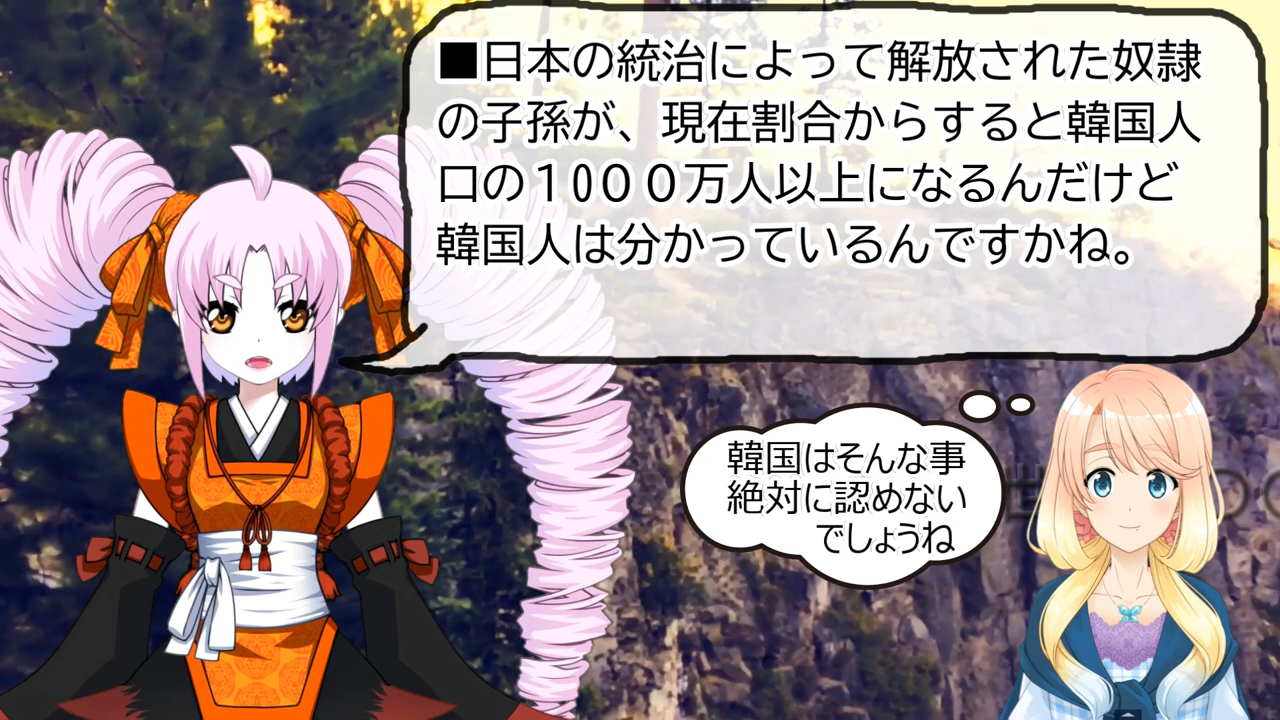 ■日本の統治によって解放された奴隷
の子孫が、現在割合からすると韓国人
口の１０００万人以上になるんだけど
韓国人は分かっているんですかね。
韓国はそんな事
絶対に認めない
でしょうね